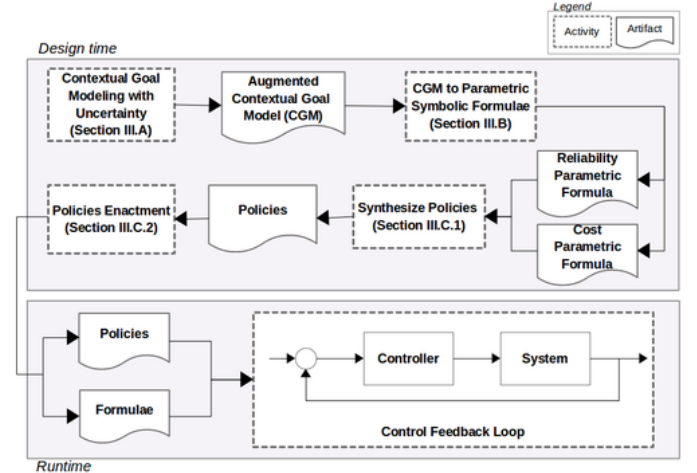 Legend
Activity
Artifact
Design time
Contextual Goal
Modeling with
Uncertainty
(Section III.A)
Augmented
Contextual Goal
Model (CGM)
CGM to Parametric
Symbolic Formulae
(Section III.B)
Reliability
Parametric
Formula
Cost
Parametric
Formula
Synthesize Policies
(Section III.C.1)
Policies
Policies Enactment
(Section III.C.2)
Policies
Formulae
Controller
System
Control Feedback Loop
Runtime